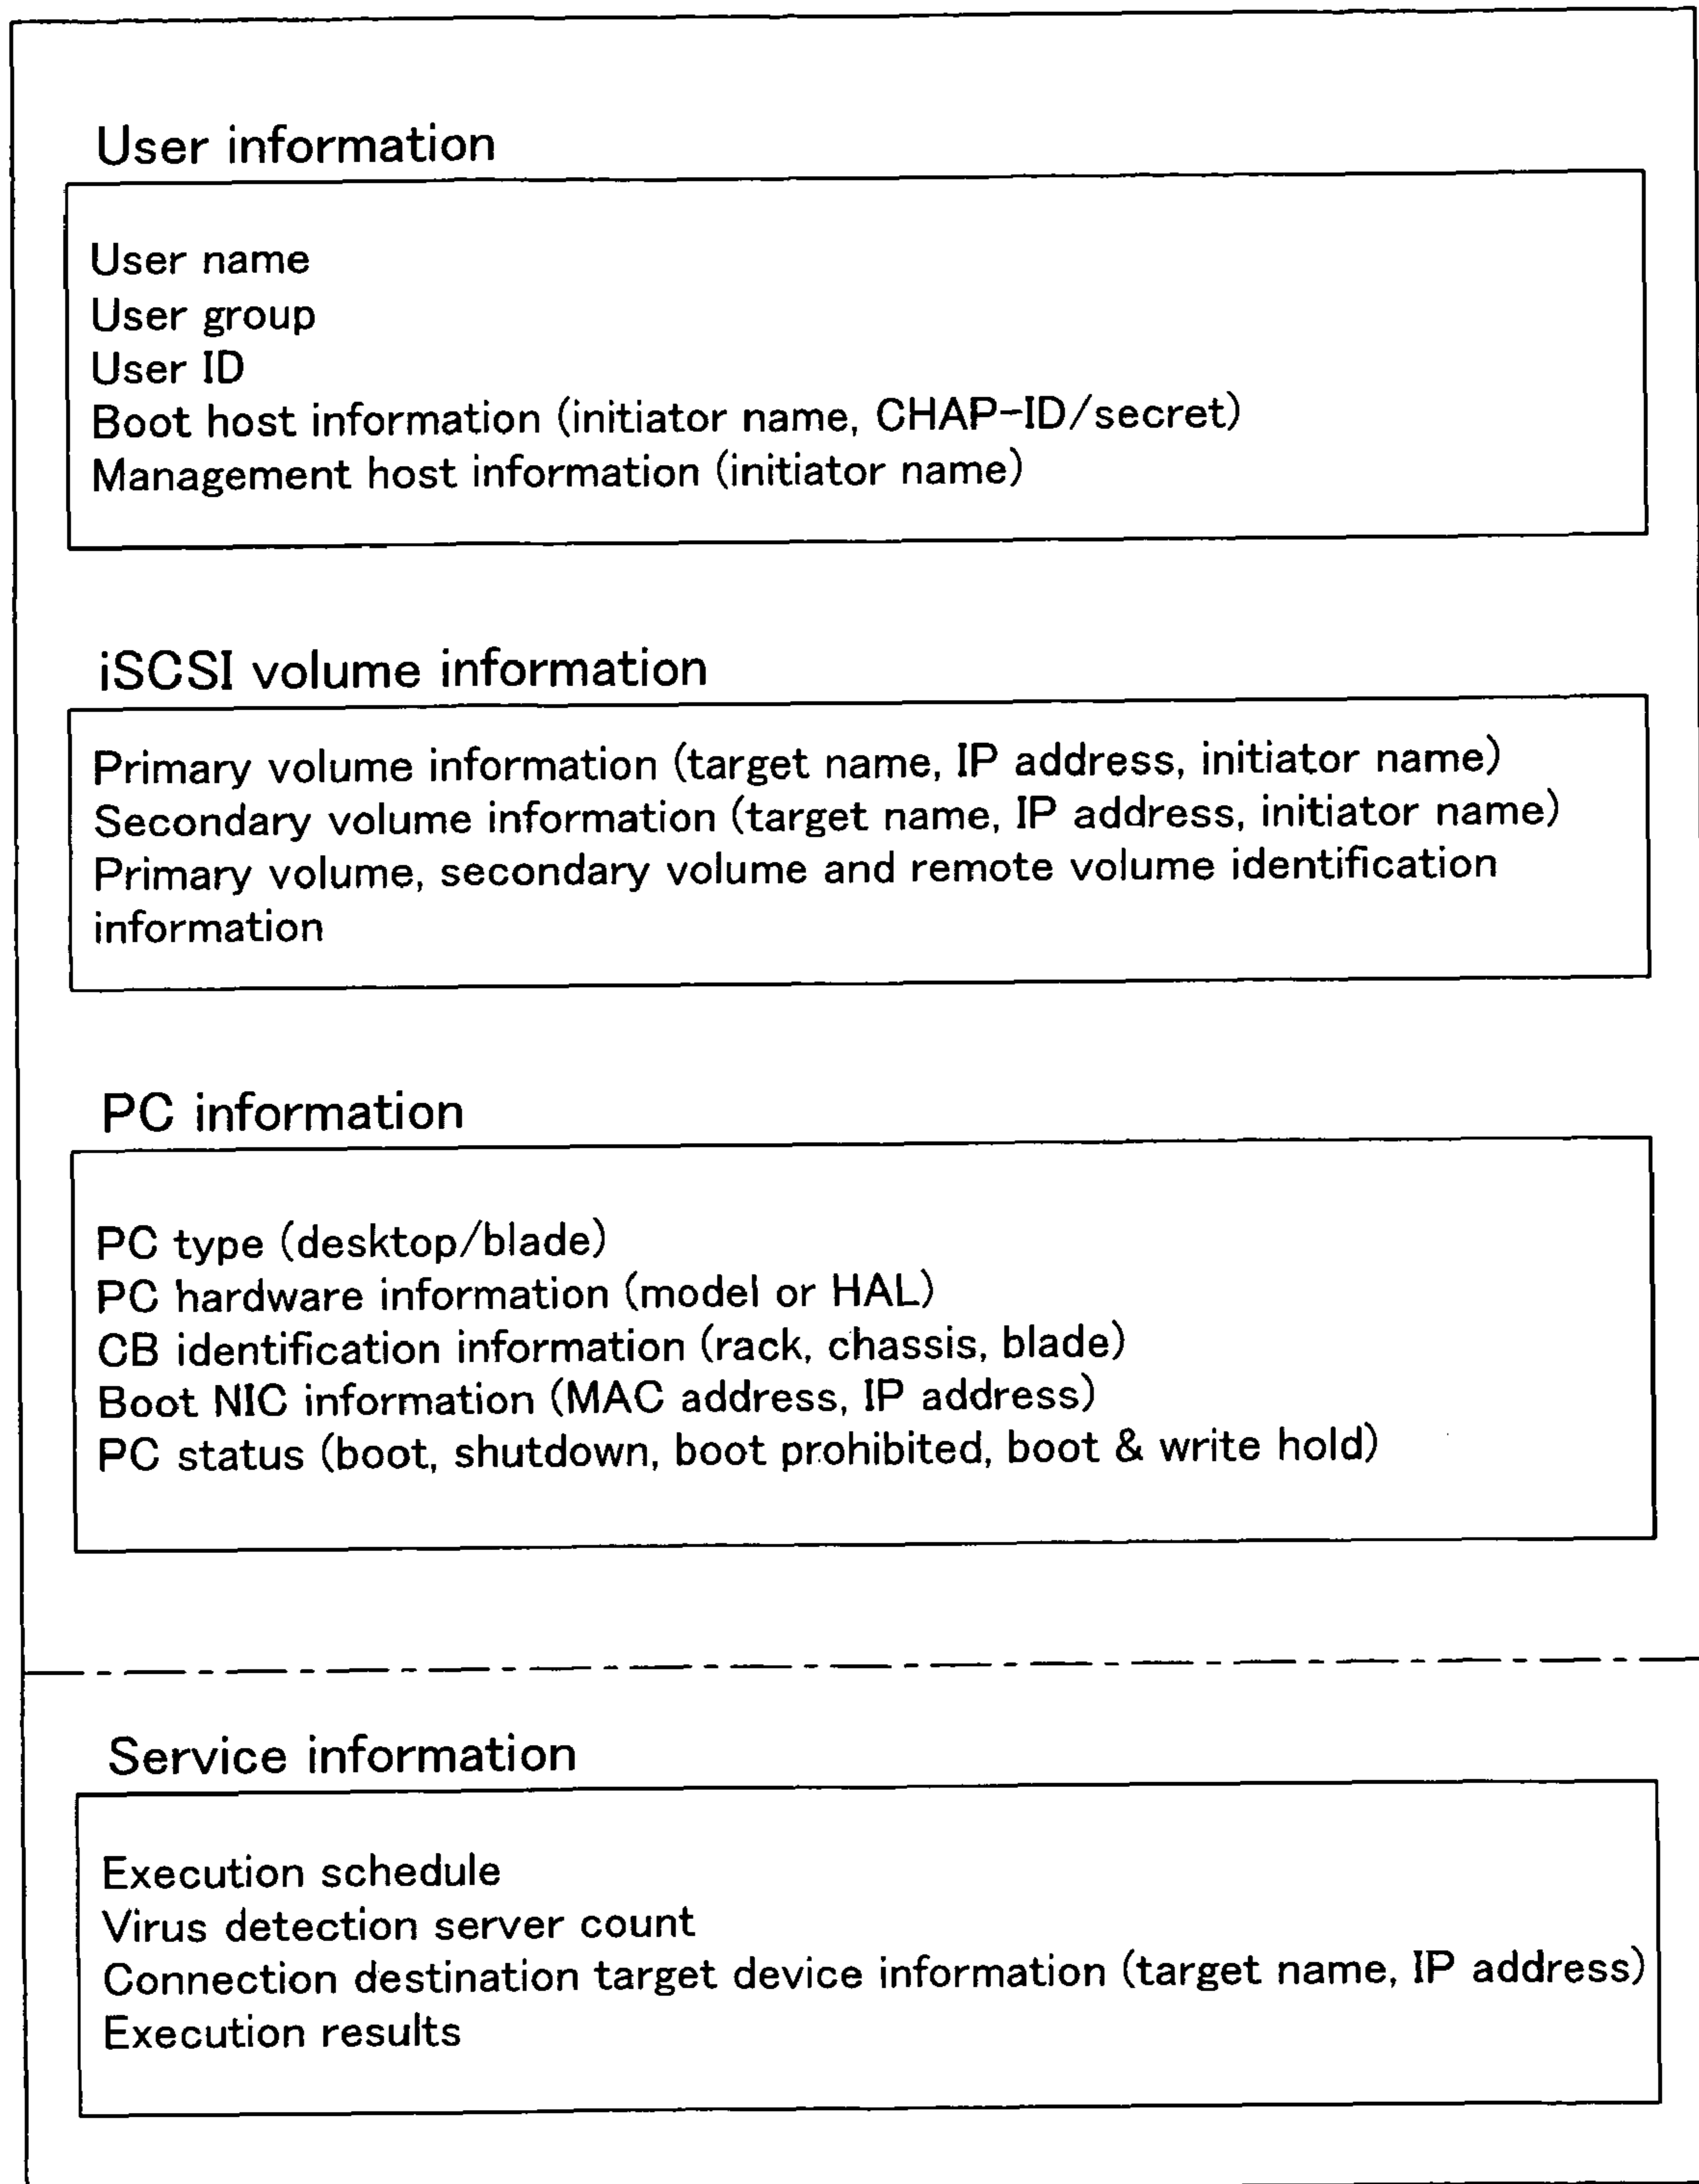 User information
User name
User group
User ID
Boot host information (initiator name, CHAP-ID/secret)
Management host information (initiator name)
iSCSI volume information
Primary volume information (target name, IP address, initiator name)
Secondary volume information (target name, IP address, initiator name)
Primary volume, secondary volume and remote volume identification
information
PC information
PC type (desktop/blade)
PC hardware information (model or HAL)
CB identification information (rack, chassis, blade)
Boot NIC information (MAC address, IP address)
PC status (boot, shutdown, boot prohibited, boot & write hold)
Service information
Execution schedule
Virus detection server count
Connection destination target device information (target name, IP address)
Execution results